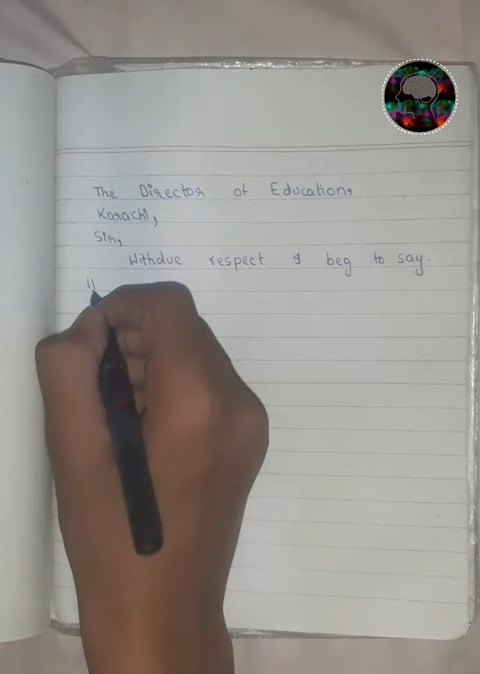 The Director of Education,
Karachi,
Sir,
Withdue respect I beg to say.